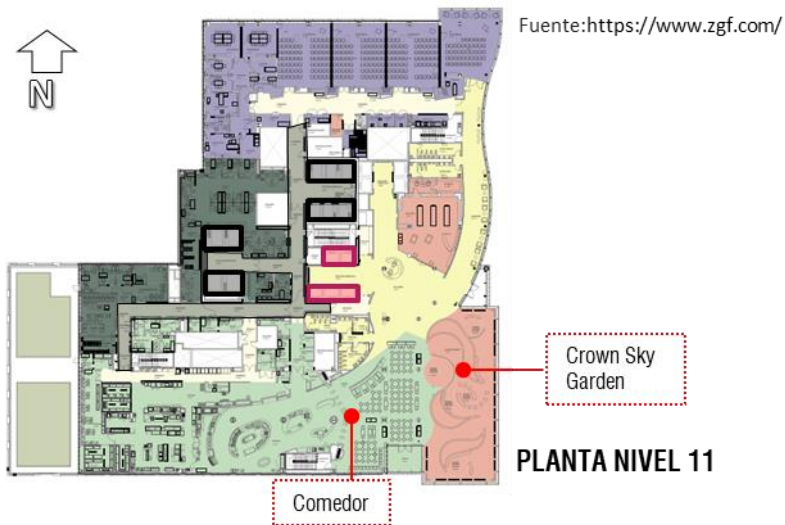 Fuente:https://www.zgf.com/
N
Crown Sky
Garden
PLANTA NIVEL 11
Comedor